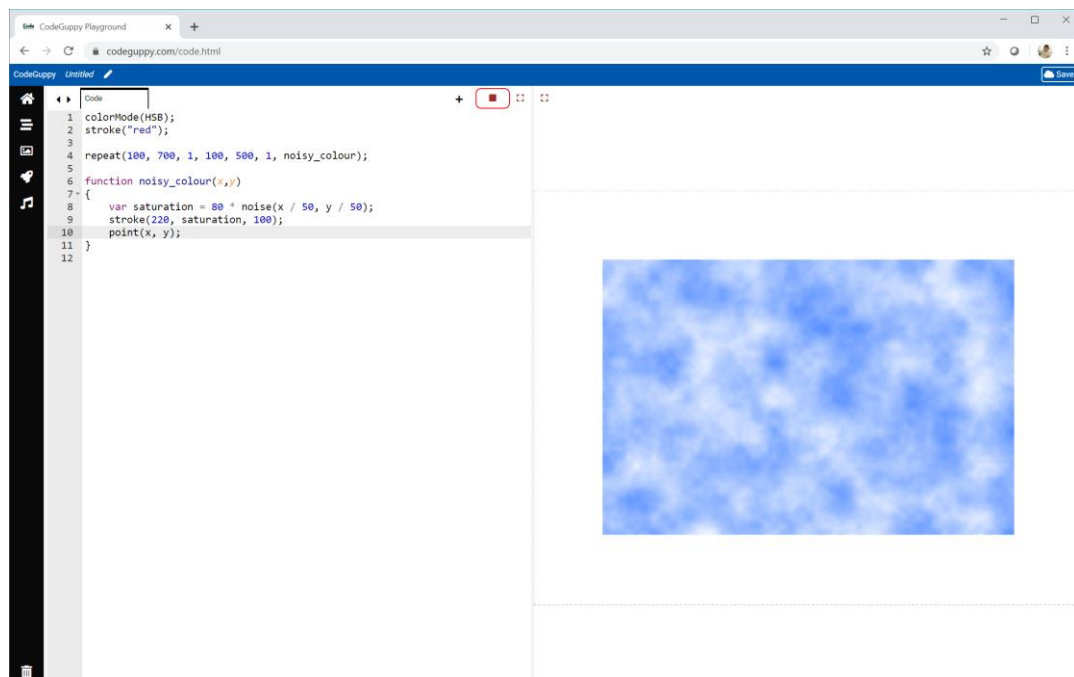 Code CodeGuppy Playground × +
codeguppy.com/code.html
CodeGuppy Untitled Save
Code +
1 colorMode(HSB);
2 stroke("red");
3
4 repeat(100, 700, 1, 100, 500, 1, noisy_colour);
5
6 function noisy_colour(x,y)
7 {
8     var saturation = 80 * noise(x / 50, y / 50);
9     stroke(220, saturation, 100);
10     point(x, y);
11 }
12